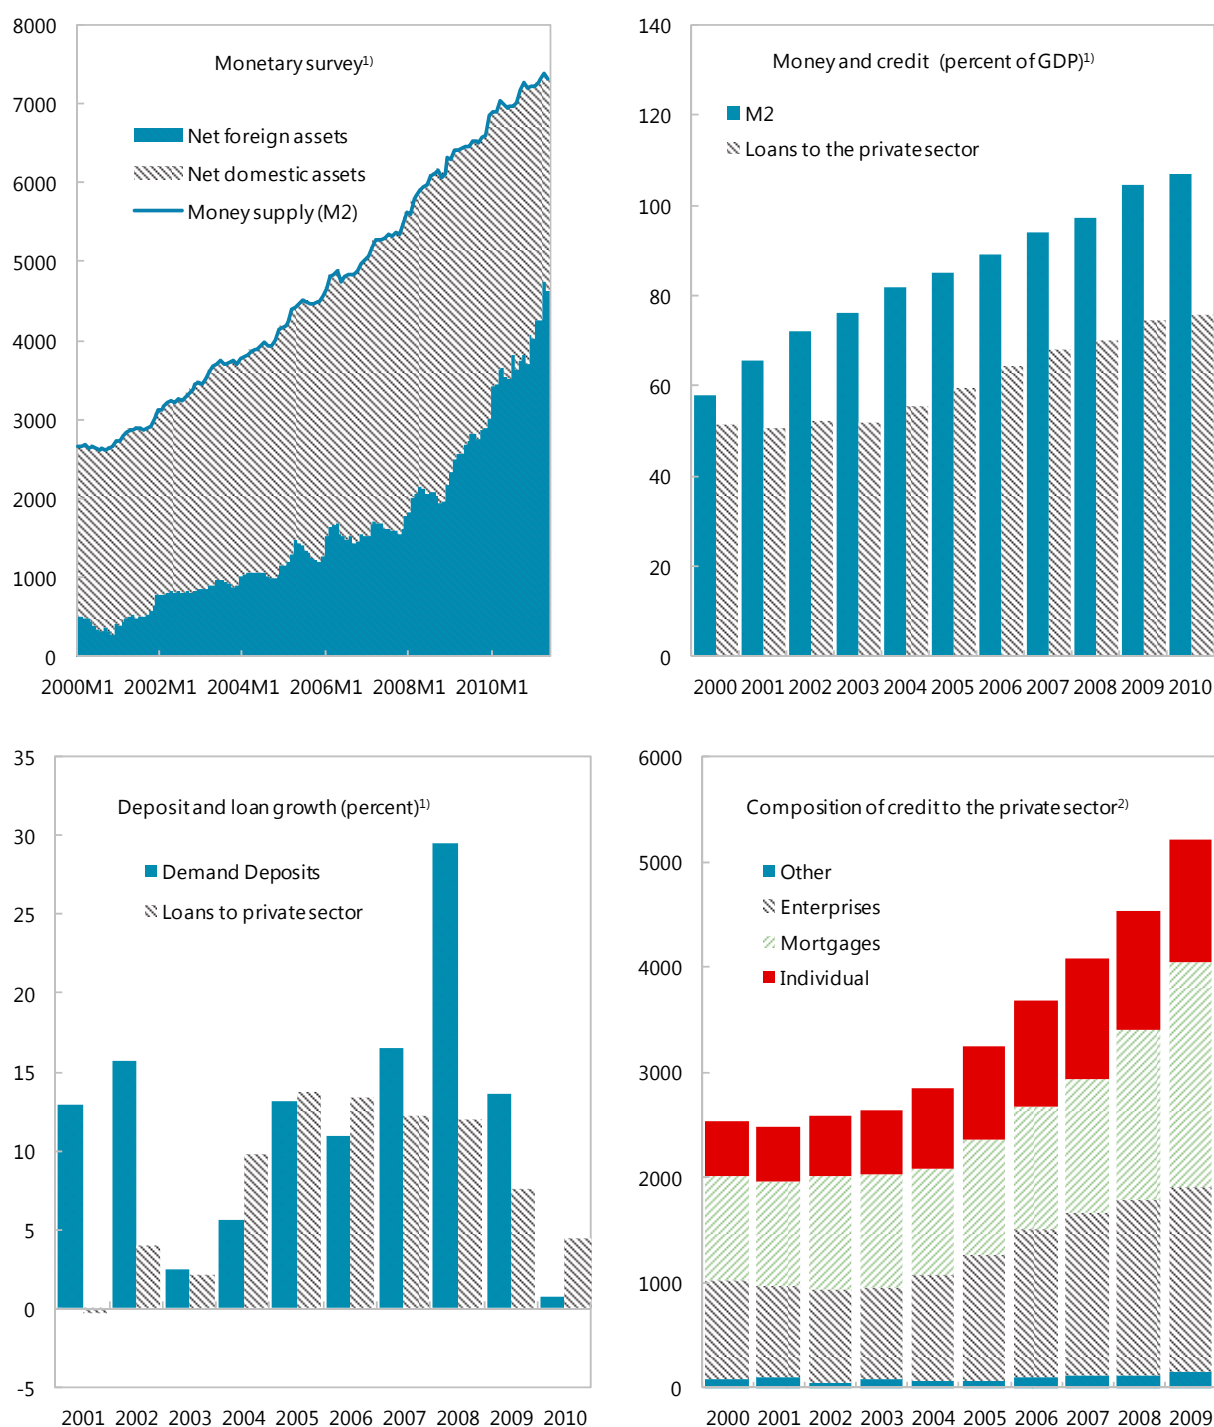 8000
7000
6000
5000
4000
3000
2000
1000
0
Monetary survey1)
Net foreign assets
Net domestic assets
Money supply (M2)
2000M1 2002M1 2004M1 2006M1 2008M1 2010M1
140
120
100
80
60
40
20
0
Money and credit (percent of GDP)1)
M2
Loans to the private sector
2000 2001 2002 2003 2004 2005 2006 2007 2008 2009 2010
35
30
25
20
15
10
5
0
-5
Deposit and loan growth (percent)1)
Demand Deposits
Loans to private sector
2001 2002 2003 2004 2005 2006 2007 2008 2009 2010
6000
5000
4000
3000
2000
1000
0
Composition of credit to the private sector2)
Other
Enterprises
Mortgages
Individual
2000 2001 2002 2003 2004 2005 2006 2007 2008 2009